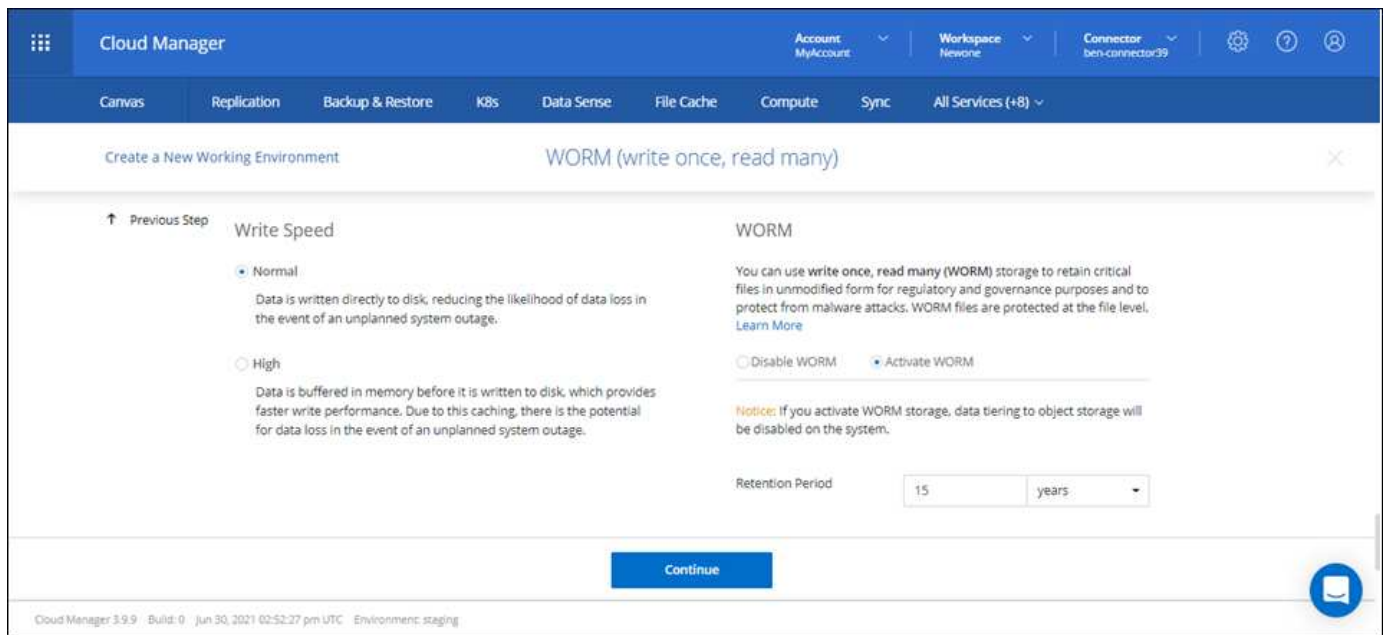 Cloud Manager
Account
MyAccount
Workspace
Newone
Connector
ben-connector39
Canvas
Replication
Backup & Restore
K8s
Data Sense
File Cache
Compute
Sync
All Services (+8)
Create a New Working Environment
WORM (write once, read many)
↑ Previous Step
Write Speed
Normal
Data is written directly to disk, reducing the likelihood of data loss in
the event of an unplanned system outage.
High
Data is buffered in memory before it is written to disk, which provides
faster write performance. Due to this caching, there is the potential
for data loss in the event of an unplanned system outage.
WORM
You can use write once, read many (WORM) storage to retain critical
files in unmodified form for regulatory and governance purposes and to
protect from malware attacks. WORM files are protected at the file level.
Learn More
Disable WORM
Activate WORM
Notice: If you activate WORM storage, data tiering to object storage will
be disabled on the system.
Retention Period
15
years
Continue
Cloud Manager 3.9.9 Build: 0 Jun 30, 2021 02:52:27 pm UTC Environment: staging